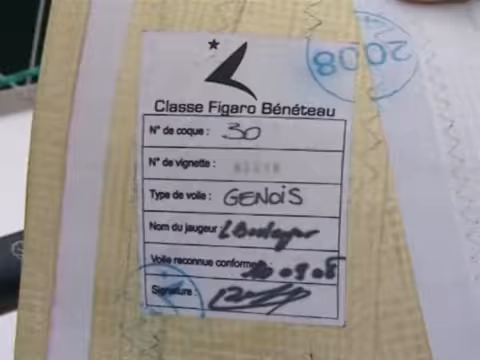 2008
Classe Figaro Bénéteau
N° de coque : 30
N° de vignette :
Type de voile : GENOIS
Nom du jaugeur :
Voile reconnue conforme
Signature :